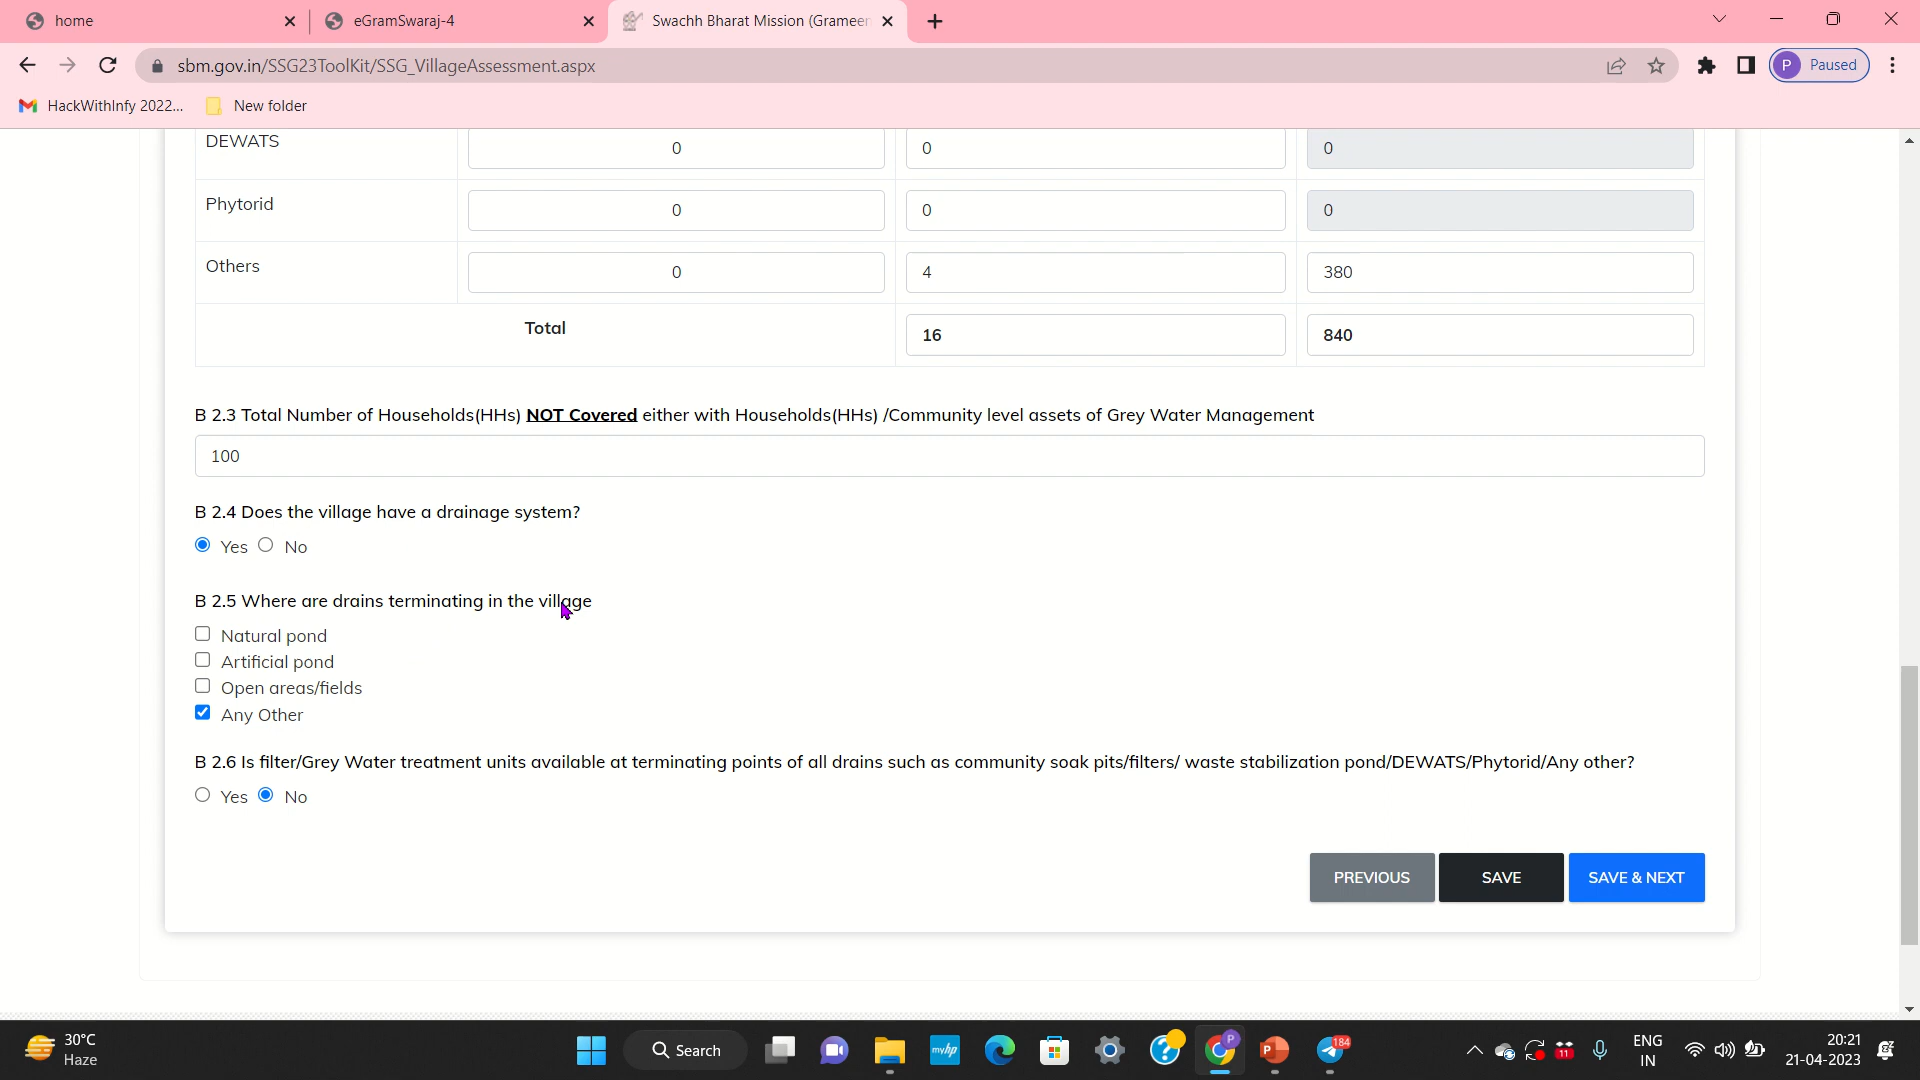 home
eGramSwaraj-4
Swachh Bharat Mission (Grameen
sbm.gov.in/SSG23ToolKit/SSG_VillageAssessment.aspx
P Paused
HackWithInfy 2022...
New folder
DEWATS 0 0 0
Phytorid 0 0 0
Others 0 4 380
Total 16 840
B 2.3 Total Number of Households(HHs) NOT Covered either with Households(HHs) /Community level assets of Grey Water Management
100
B 2.4 Does the village have a drainage system?
Yes No
B 2.5 Where are drains terminating in the village
Natural pond
Artificial pond
Open areas/fields
Any Other
B 2.6 Is filter/Grey Water treatment units available at terminating points of all drains such as community soak pits/filters/ waste stabilization pond/DEWATS/Phytorid/Any other?
Yes No
PREVIOUS SAVE SAVE & NEXT
30°C
Haze
Search
myhp
P
P
184
11
ENG
IN
20:21
21-04-2023